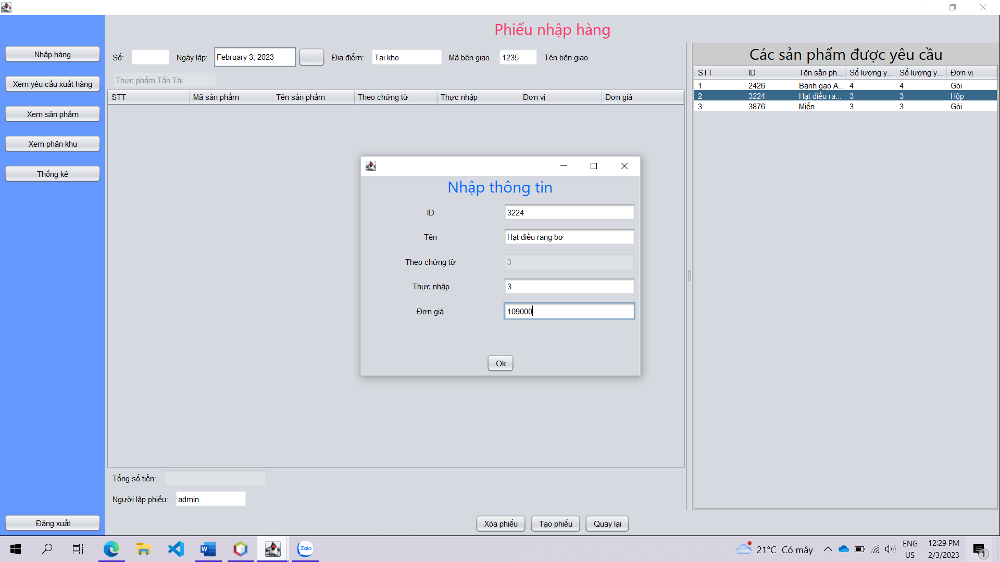 Phiếu nhập hàng
Nhập hàng
Xem yêu cầu xuất hàng
Xem sản phẩm
Xem phân khu
Thống kê
Đăng xuất
Số: Ngày lập: February 3, 2023 ... Địa điểm: Tai kho Mã bên giao. 1235 Tên bên giao.
Thực phẩm Tấn Tài
STT Mã sản phẩm Tên sản phẩm Theo chứng từ Thực nhập Đơn vị Đơn giá
Các sản phẩm được yêu cầu
STT ID Tên sản ph... Số lượng y... Số lượng y... Đơn vị
1 2426 Bánh gạo A... 4 4 Gói
2 3224 Hạt điều ra... 3 3 Hộp
3 3876 Miến 3 3 Gói
Nhập thông tin
ID 3224
Tên Hạt điều rang bơ
Theo chứng từ 3
Thực nhập 3
Đơn giá 109000
Ok
Tổng số tiền:
Người lập phiếu: admin
Xóa phiếu Tạo phiếu Quay lại
W Zalo 21°C Có mây
ENG
US
12:29 PM
2/3/2023
1